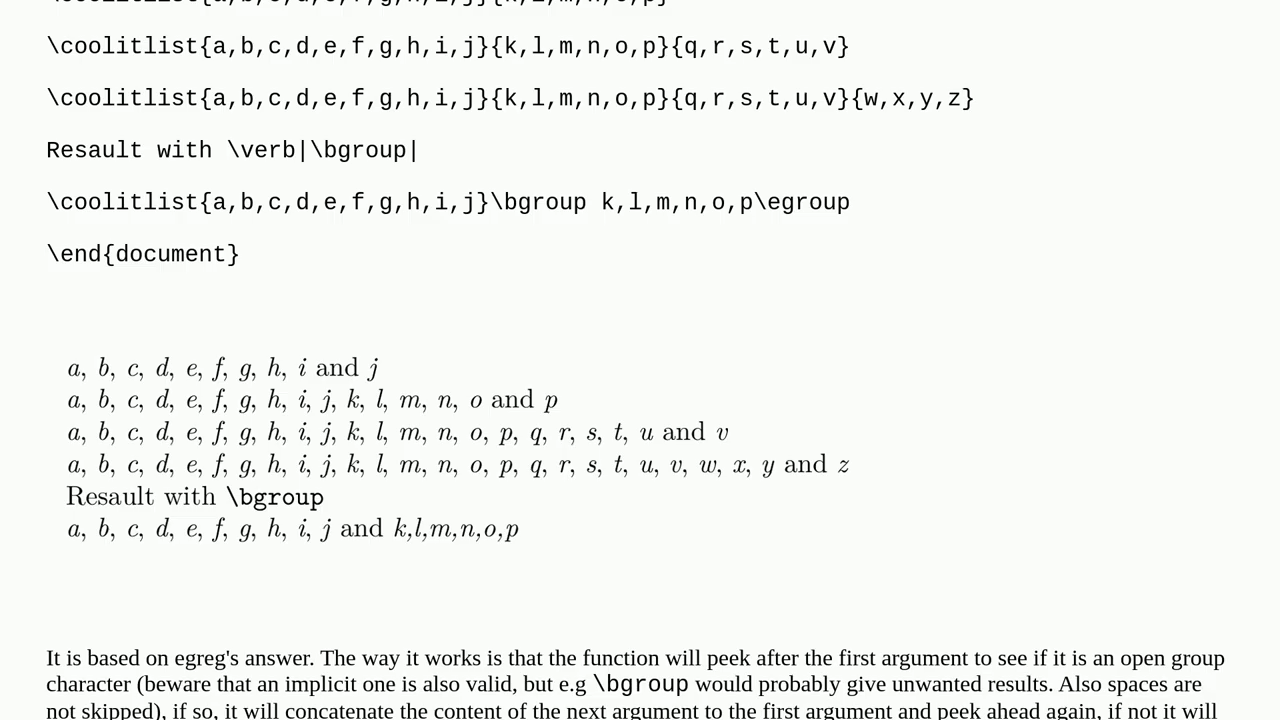 \coolitlist{a,b,c,d,e,f,g,h,i,j}{k,l,m,n,o,p}
\coolitlist{a,b,c,d,e,f,g,h,i,j}{k,l,m,n,o,p}{q,r,s,t,u,v}
\coolitlist{a,b,c,d,e,f,g,h,i,j}{k,l,m,n,o,p}{q,r,s,t,u,v}{w,x,y,z}
Resault with \verb|\bgroup|
\coolitlist{a,b,c,d,e,f,g,h,i,j}\bgroup k,l,m,n,o,p\egroup
\end{document}
a, b, c, d, e, f, g, h, i and j
a, b, c, d, e, f, g, h, i, j, k, l, m, n, o and p
a, b, c, d, e, f, g, h, i, j, k, l, m, n, o, p, q, r, s, t, u and v
a, b, c, d, e, f, g, h, i, j, k, l, m, n, o, p, q, r, s, t, u, v, w, x, y and z
Resault with \bgroup
a, b, c, d, e, f, g, h, i, j and k,l,m,n,o,p
It is based on egreg's answer. The way it works is that the function will peek after the first argument to see if it is an open group
character (beware that an implicit one is also valid, but e.g \bgroup would probably give unwanted results. Also spaces are
not skipped), if so, it will concatenate the content of the next argument to the first argument and peek ahead again, if not it will